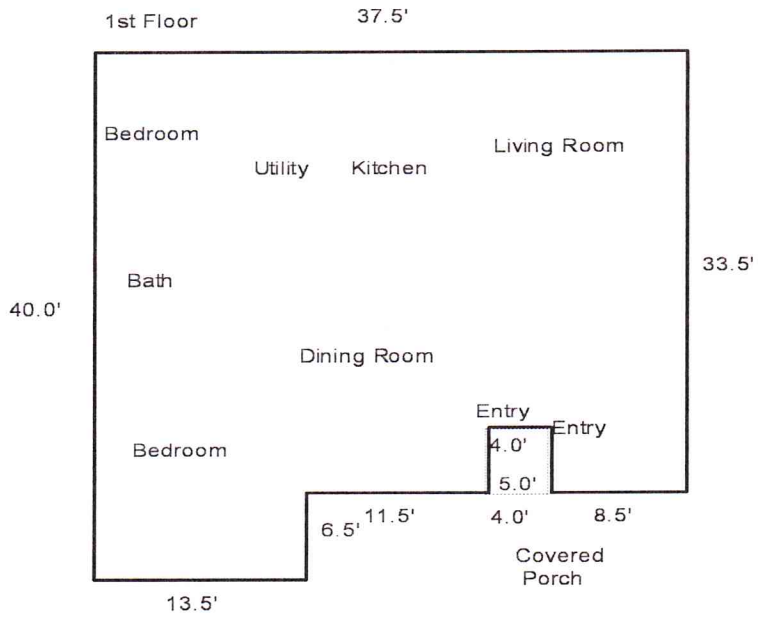 1st Floor
37.5'
Bedroom
Living Room
Utility
Kitchen
33.5'
Bath
40.0'
Dining Room
Entry
Entry
4.0'
Bedroom
5.0'
11.5'
4.0'
8.5'
6.5'
Covered
Porch
13.5'